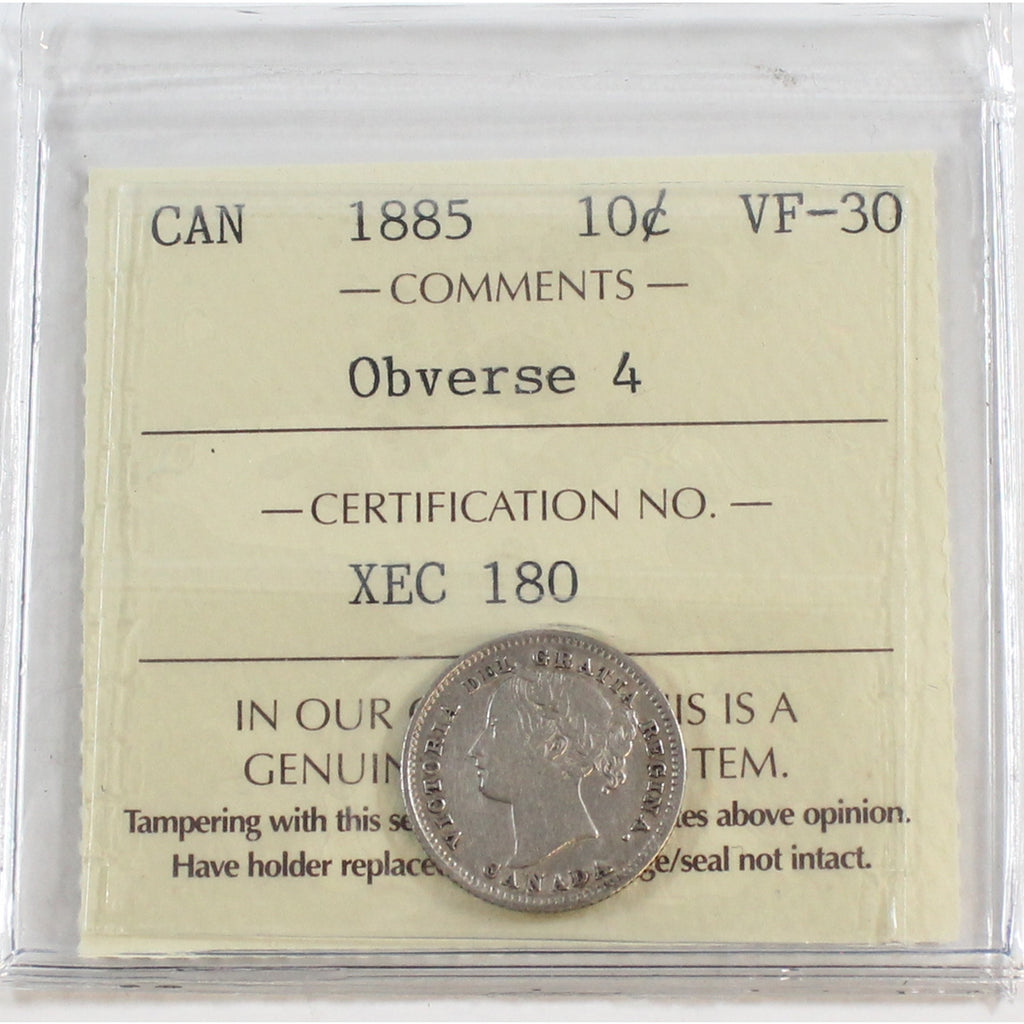 CAN 1885 10¢ VF-30
— COMMENTS —
Obverse 4
— CERTIFICATION NO. —
XEC 180
IN OUR IS IS A
GENUIN TEM.
Tampering with this se es above opinion.
Have holder replace ge/seal not intact.
VICTORIA DEI GRATIA REGINA.
CANADA